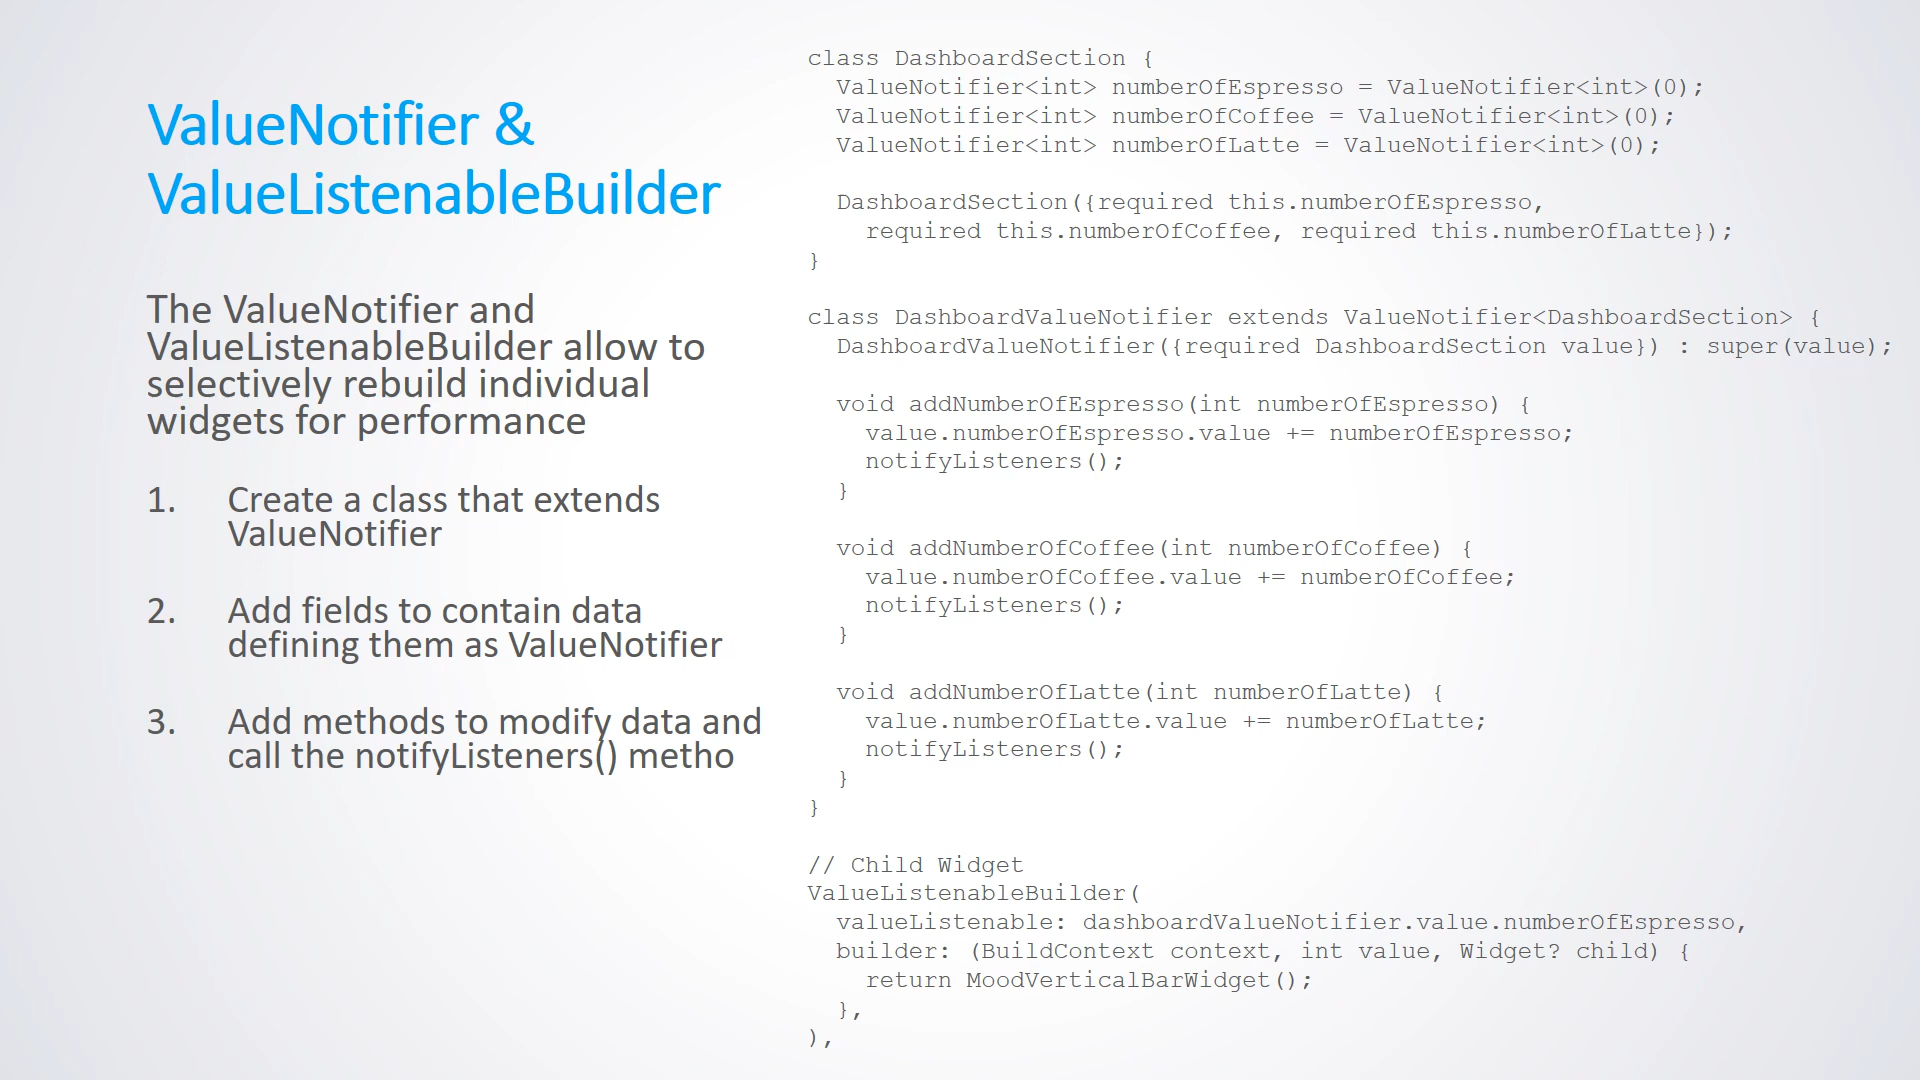 ValueNotifier &
ValueListenableBuilder
The ValueNotifier and
ValueListenableBuilder allow to
selectively rebuild individual
widgets for performance
1. Create a class that extends
ValueNotifier
2. Add fields to contain data
defining them as ValueNotifier
3. Add methods to modify data and
call the notifyListeners() metho
class DashboardSection {
  ValueNotifier<int> numberOfEspresso = ValueNotifier<int>(0);
  ValueNotifier<int> numberOfCoffee = ValueNotifier<int>(0);
  ValueNotifier<int> numberOfLatte = ValueNotifier<int>(0);
  DashboardSection({required this.numberOfEspresso,
    required this.numberOfCoffee, required this.numberOfLatte});
}
class DashboardValueNotifier extends ValueNotifier<DashboardSection> {
  DashboardValueNotifier({required DashboardSection value}) : super(value);
  void addNumberOfEspresso(int numberOfEspresso) {
    value.numberOfEspresso.value += numberOfEspresso;
    notifyListeners();
  }
  void addNumberOfCoffee(int numberOfCoffee) {
    value.numberOfCoffee.value += numberOfCoffee;
    notifyListeners();
  }
  void addNumberOfLatte(int numberOfLatte) {
    value.numberOfLatte.value += numberOfLatte;
    notifyListeners();
  }
}
// Child Widget
ValueListenableBuilder(
  valueListenable: dashboardValueNotifier.value.numberOfEspresso,
  builder: (BuildContext context, int value, Widget? child) {
    return MoodVerticalBarWidget();
  },
),